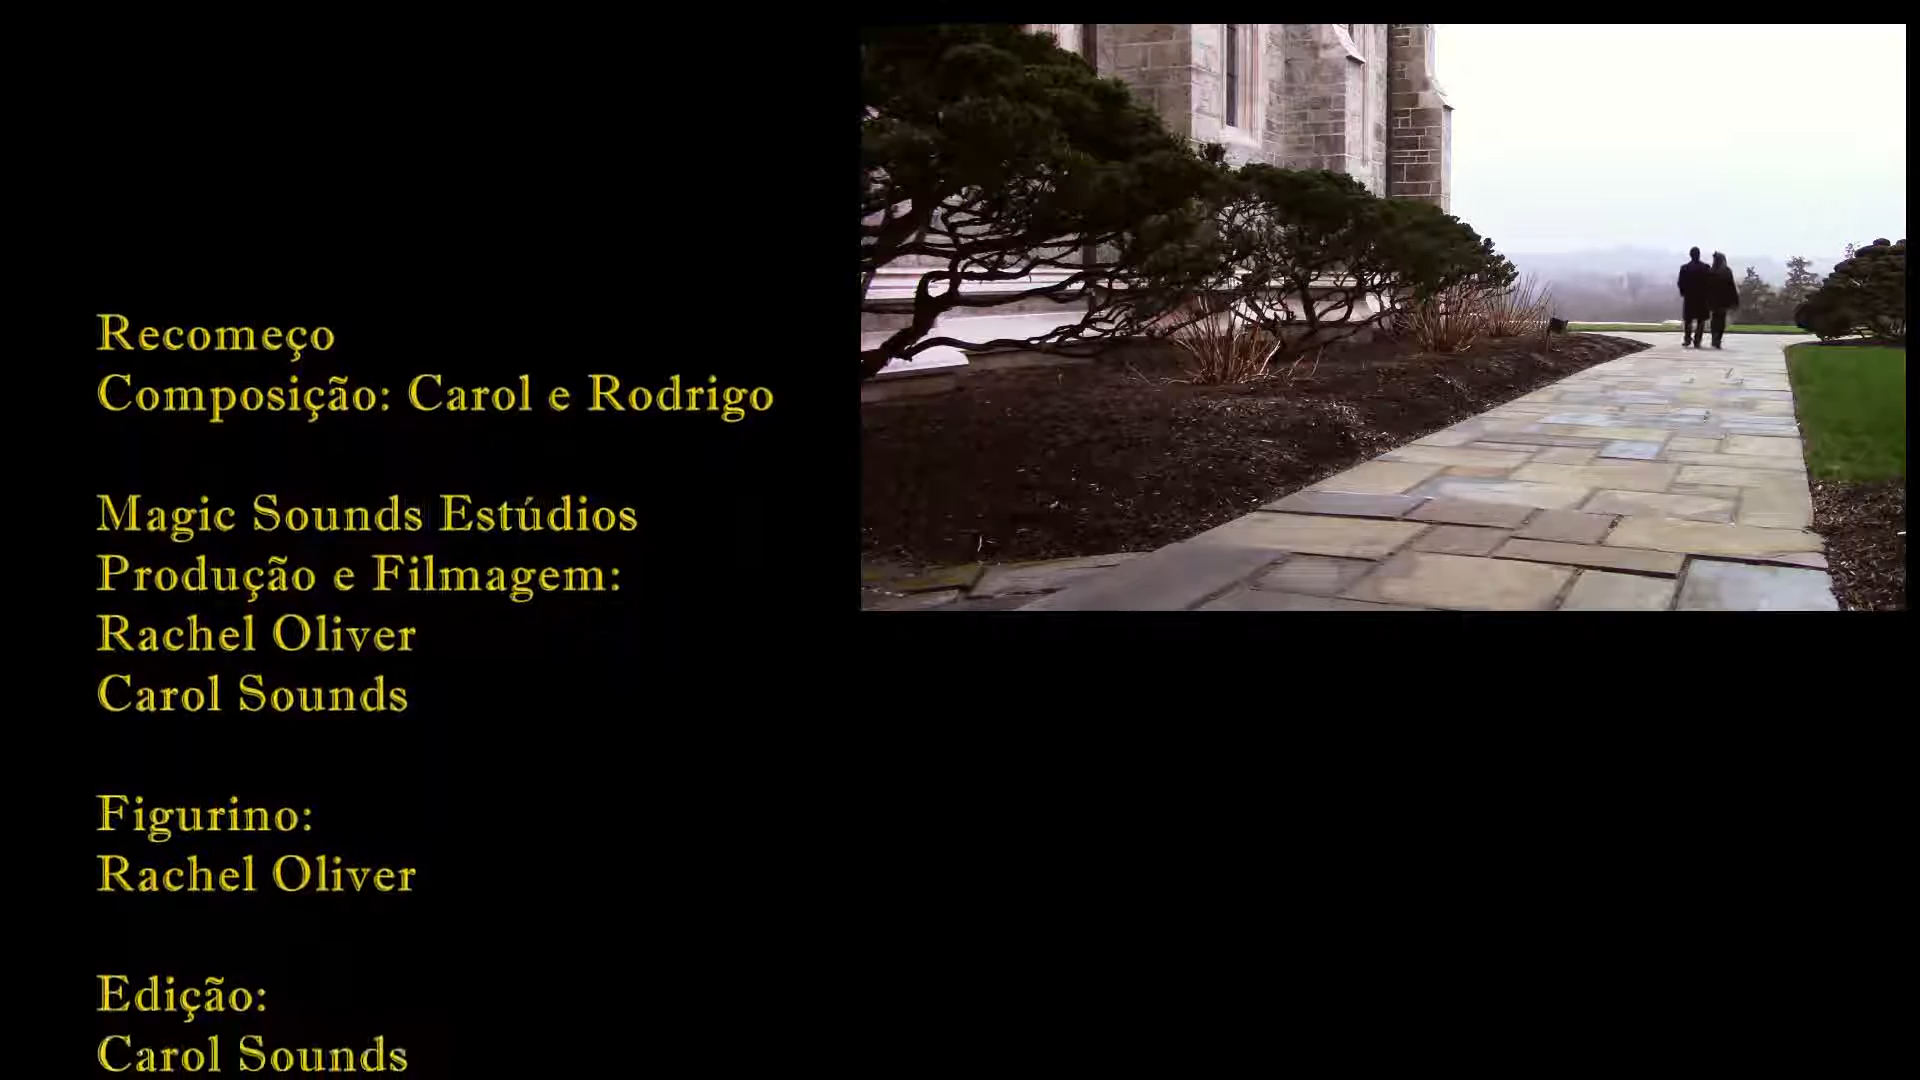 Recomeço
Composição: Carol e Rodrigo
Magic Sounds Estúdios
Produção e Filmagem:
Rachel Oliver
Carol Sounds
Figurino:
Rachel Oliver
Edição:
Carol Sounds